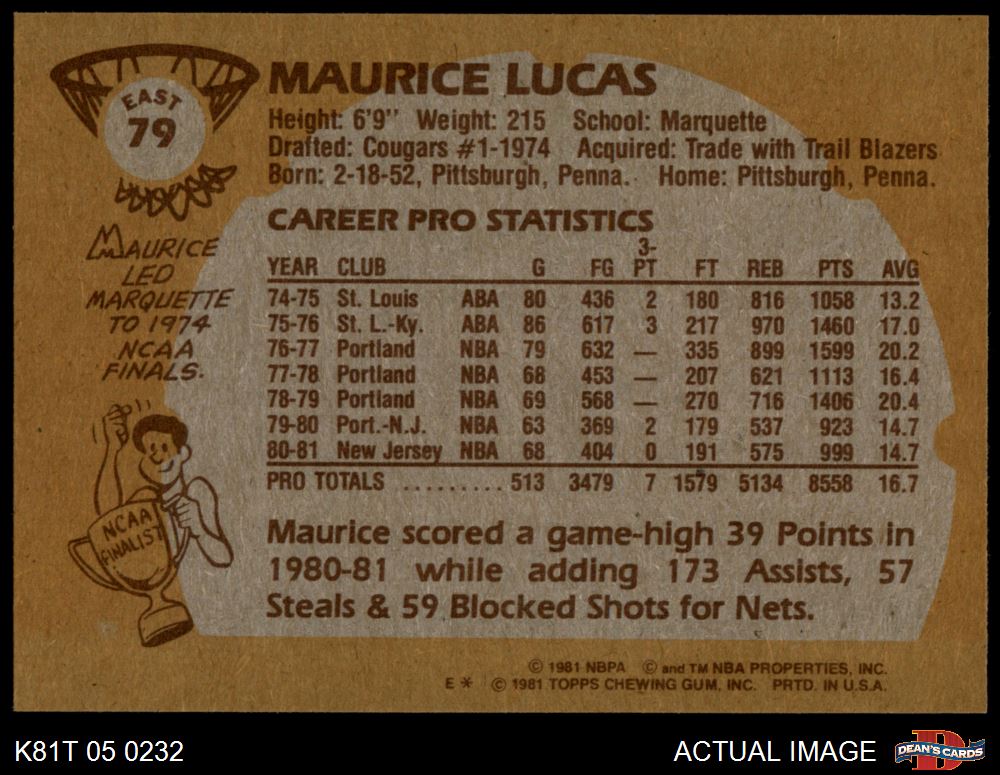 EAST
79
MAURICE LUCAS
Height: 6'9" Weight: 215 School: Marquette
Drafted: Cougars #1-1974 Acquired: Trade with Trail Blazers
Born: 2-18-52, Pittsburgh, Penna. Home: Pittsburgh, Penna.
MAURICE
LED
MARQUETTE
TO 1974
NCAA
FINALS.
NCAA
FINALIST
CAREER PRO STATISTICS
YEAR CLUB G FG 3-PT FT REB PTS AVG
74-75 St. Louis ABA 80 436 2 180 816 1058 13.2
75-76 St. L.-Ky. ABA 86 617 3 217 970 1460 17.0
76-77 Portland NBA 79 632 — 335 899 1599 20.2
77-78 Portland NBA 68 453 — 207 621 1113 16.4
78-79 Portland NBA 69 568 — 270 716 1406 20.4
79-80 Port.-N.J. NBA 63 369 2 179 537 923 14.7
80-81 New Jersey NBA 68 404 0 191 575 999 14.7
PRO TOTALS .......... 513 3479 7 1579 5134 8558 16.7
Maurice scored a game-high 39 Points in
1980-81 while adding 173 Assists, 57
Steals & 59 Blocked Shots for Nets.
© 1981 NBPA © and TM NBA PROPERTIES, INC.
E * © 1981 TOPPS CHEWING GUM, INC. PRTD. IN U.S.A.
K81T 05 0232
ACTUAL IMAGE
DEAN'S CARDS